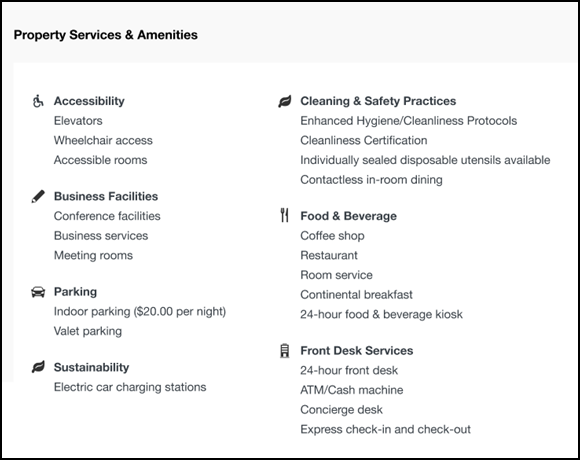 Property Services & Amenities
Accessibility
Elevators
Wheelchair access
Accessible rooms
Business Facilities
Conference facilities
Business services
Meeting rooms
Parking
Indoor parking ($20.00 per night)
Valet parking
Sustainability
Electric car charging stations
Cleaning & Safety Practices
Enhanced Hygiene/Cleanliness Protocols
Cleanliness Certification
Individually sealed disposable utensils available
Contactless in-room dining
Food & Beverage
Coffee shop
Restaurant
Room service
Continental breakfast
24-hour food & beverage kiosk
Front Desk Services
24-hour front desk
ATM/Cash machine
Concierge desk
Express check-in and check-out